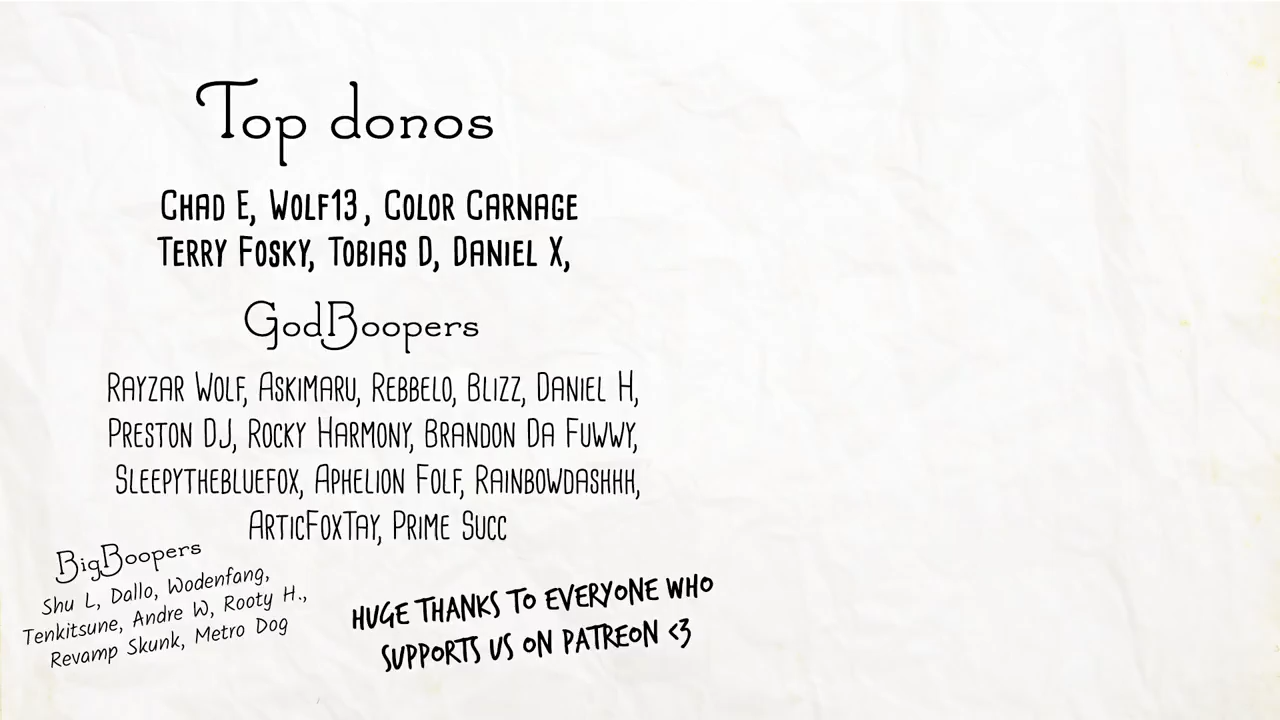 Top donos
Chad E, Wolf13, Color Carnage
Terry Fosky, Tobias D, Daniel X,
GodBoopers
Rayzar Wolf, Askimaru, Rebbelo, Blizz, Daniel H,
Preston DJ, Rocky Harmony, Brandon Da Fuwwy,
Sleepythebluefox, Aphelion Folf, Rainbowdashhh,
ArticFoxTay, Prime Succ
BigBoopers
Shu L, Dallo, Wodenfang,
Tenkitsune, Andre W, Rooty H.,
Revamp Skunk, Metro Dog
HUGE THANKS TO EVERYONE WHO
SUPPORTS US ON PATREON <3